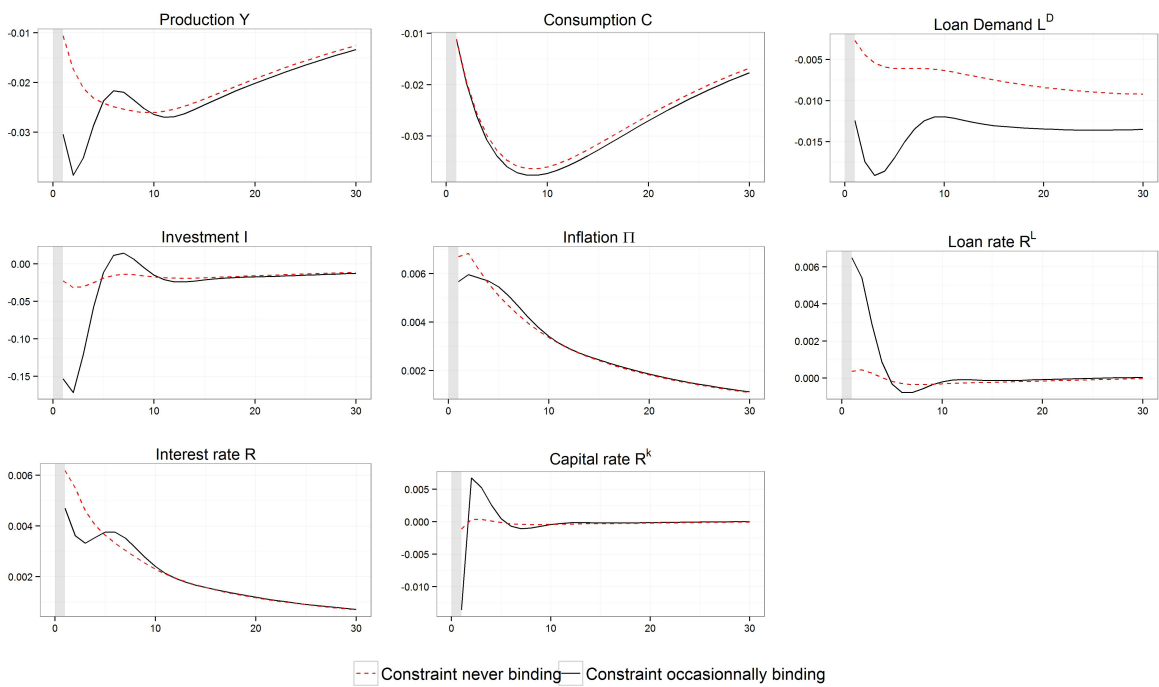 Production Y
-0.01
-0.02
-0.03
0 10 20 30
Consumption C
-0.01
-0.02
-0.03
0 10 20 30
Loan Demand L^D
-0.005
-0.010
-0.015
0 10 20 30
Investment I
0.00
-0.05
-0.10
-0.15
0 10 20 30
Inflation Π
0.006
0.004
0.002
0 10 20 30
Loan rate R^L
0.006
0.004
0.002
0.000
0 10 20 30
Interest rate R
0.006
0.004
0.002
0 10 20 30
Capital rate R^k
0.005
0.000
-0.005
-0.010
0 10 20 30
Constraint never binding Constraint occasionnally binding